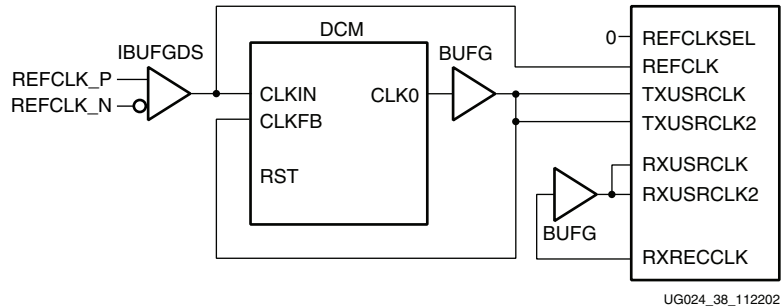 DCM
IBUFGDS
BUFG
REFCLK_P
REFCLK_N
CLKIN
CLK0
CLKFB
RST
0
REFCLKSEL
REFCLK
TXUSRCLK
TXUSRCLK2
RXUSRCLK
RXUSRCLK2
BUFG
RXRECCLK
UG024_38_112202